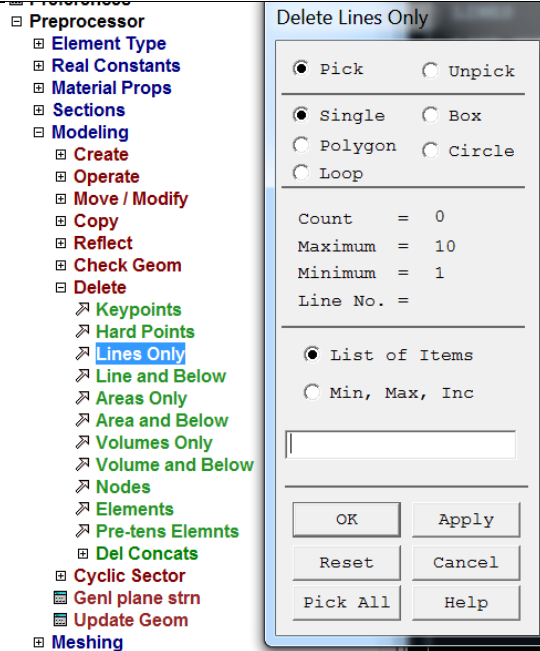 Preferences
Preprocessor
Element Type
Real Constants
Material Props
Sections
Modeling
Create
Operate
Move / Modify
Copy
Reflect
Check Geom
Delete
Keypoints
Hard Points
Lines Only
Line and Below
Areas Only
Area and Below
Volumes Only
Volume and Below
Nodes
Elements
Pre-tens Elemnts
Del Concats
Cyclic Sector
Genl plane strn
Update Geom
Meshing
Delete Lines Only
Pick Unpick
Single Box
Polygon Circle
Loop
Count = 0
Maximum = 10
Minimum = 1
Line No. =
List of Items
Min, Max, Inc
OK Apply
Reset Cancel
Pick All Help